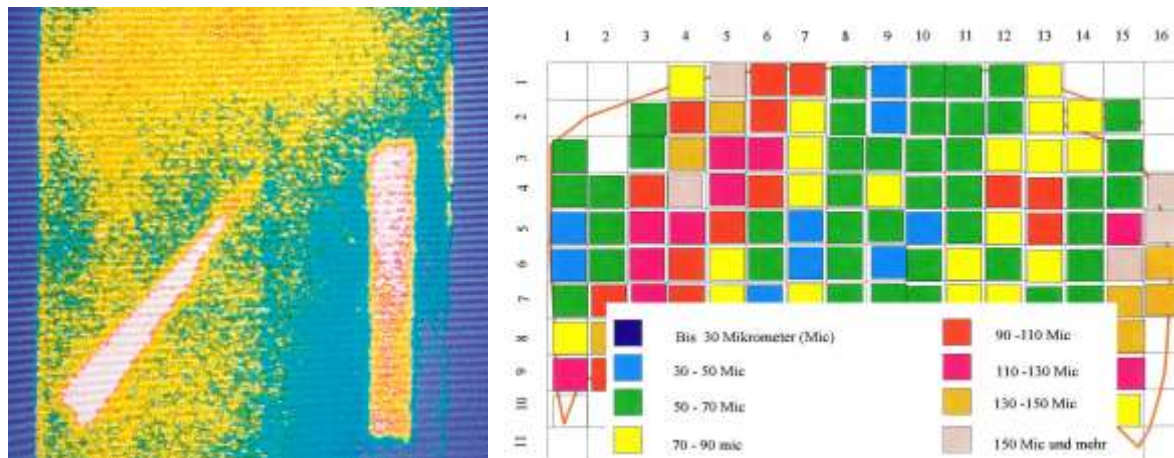 1 2 3 4 5 6 7 8 9 10 11 12 13 14 15 16
1
2
3
4
5
6
7
8
9
10
11
Bis 30 Mikrometer (Mic)
90 -110 Mic
30 - 50 Mic
110 -130 Mic
50 - 70 Mic
130 -150 Mic
70 - 90 mic
150 Mic und mehr